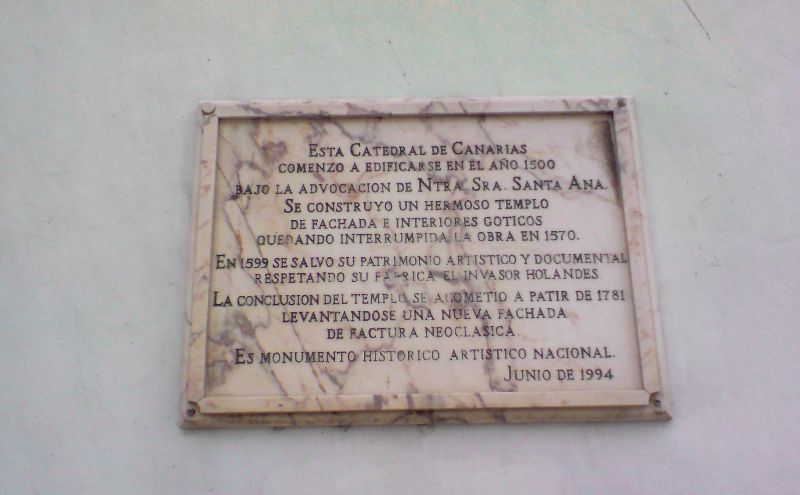 ESTA CATEDRAL DE CANARIAS
COMENZO A EDIFICARSE EN EL AÑO 1500
BAJO LA ADVOCACION DE NTRA. SRA. SANTA ANA.
SE CONSTRUYO UN HERMOSO TEMPLO
DE FACHADA E INTERIORES GOTICOS
QUEDANDO INTERRUMPIDA LA OBRA EN 1570.
EN 1599 SE SALVO SU PATRIMONIO ARTISTICO Y DOCUMENTAL
RESPETANDO SU FABRICA EL INVASOR HOLANDES
LA CONCLUSION DEL TEMPLO SE ACOMETIO A PATIR DE 1781
LEVANTANDOSE UNA NUEVA FACHADA
DE FACTURA NEOCLASICA.
ES MONUMENTO HISTORICO ARTISTICO NACIONAL.
JUNIO DE 1994